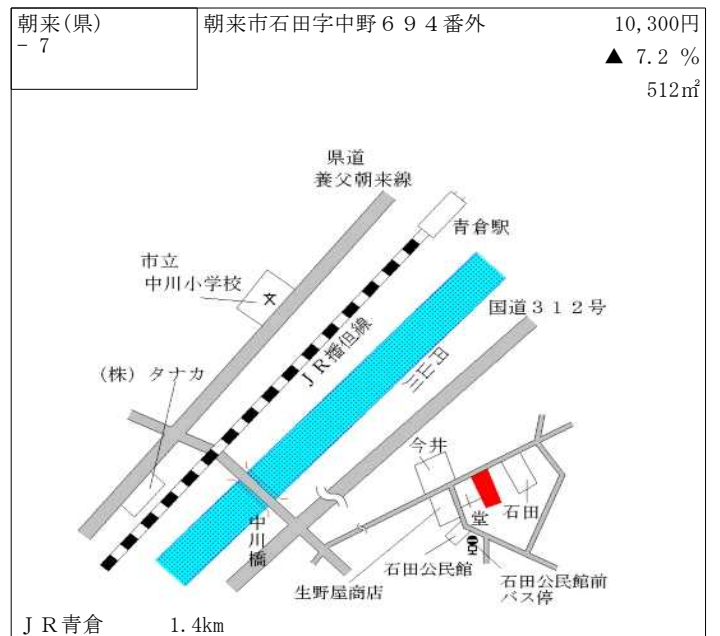 朝来(県)
－ 7
朝来市石田字中野６９４番外
10,300円
▲ 7.2 %
512㎡
県道
養父朝来線
青倉駅
市立
中川小学校
文
国道３１２号
ＪＲ播但線
円山川
(株) タナカ
今井
中川橋
堂
石田
石田公民館
生野屋商店
石田公民館前
バス停
ＪＲ青倉
1.4km